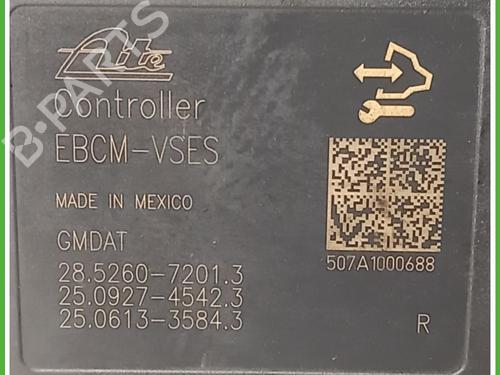 Ate
Controller
EBCM-VSES
MADE IN MEXICO
GMDAT
28.5260-7201.3
25.0927-4542.3
25.0613-3584.3
507A1000688
R
B-PARTS